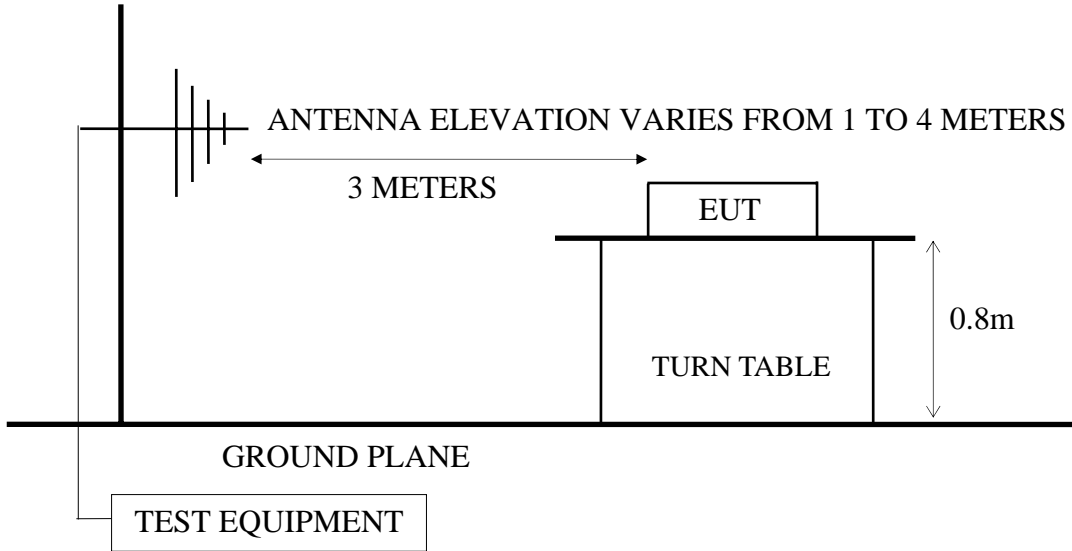 ANTENNA ELEVATION VARIES FROM 1 TO 4 METERS
3 METERS
EUT
0.8m
TURN TABLE
GROUND PLANE
TEST EQUIPMENT